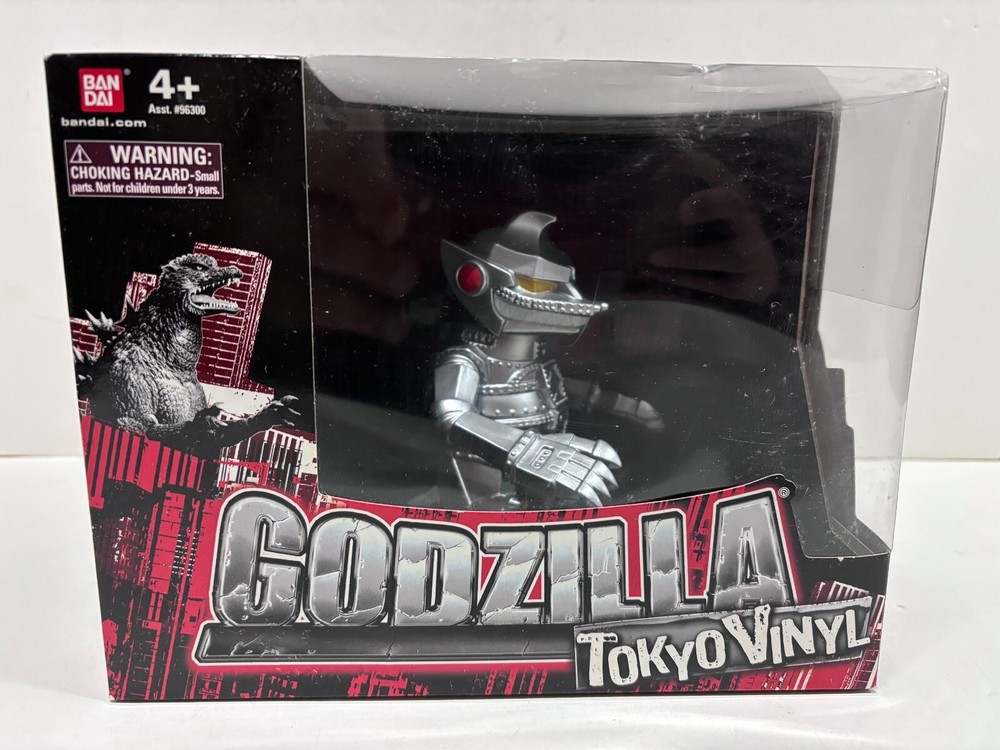 BAN
DAI®
4+
Asst. #96300
bandai.com
⚠ WARNING:
CHOKING HAZARD-Small
parts. Not for children under 3 years.
GODZILLA®
TOKYO VINYL